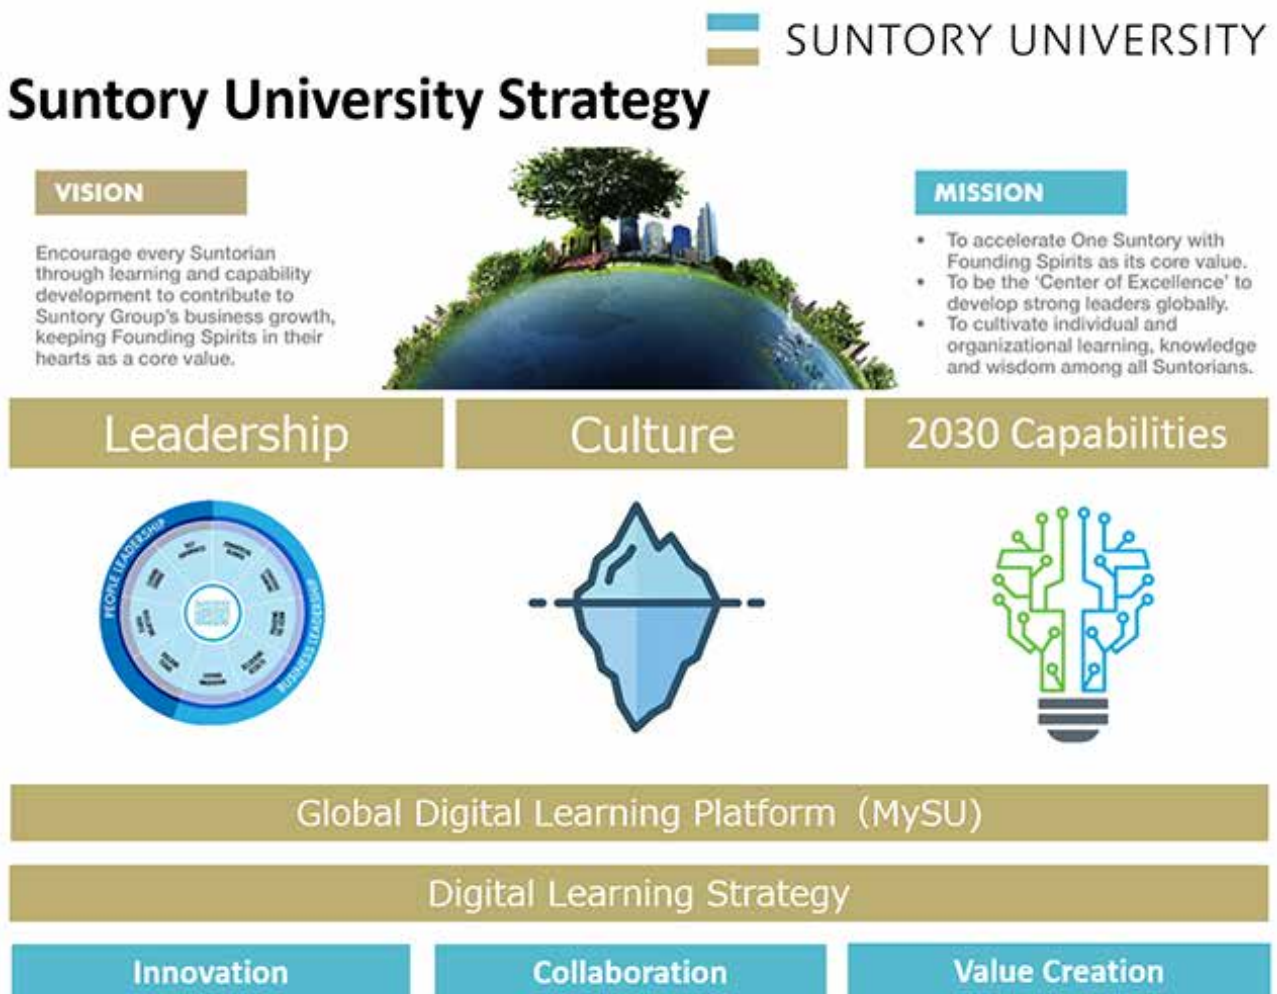 SUNTORY UNIVERSITY
Suntory University Strategy
VISION
Encourage every Suntorian
through learning and capability
development to contribute to
Suntory Group's business growth,
keeping Founding Spirits in their
hearts as a core value.
MISSION
• To accelerate One Suntory with
Founding Spirits as its core value.
• To be the 'Center of Excellence' to
develop strong leaders globally.
• To cultivate individual and
organizational learning, knowledge
and wisdom among all Suntorians.
Leadership
Culture
2030 Capabilities
PEOPLE LEADERSHIP
BUSINESS LEADERSHIP
Global Digital Learning Platform (MySU)
Digital Learning Strategy
Innovation
Collaboration
Value Creation